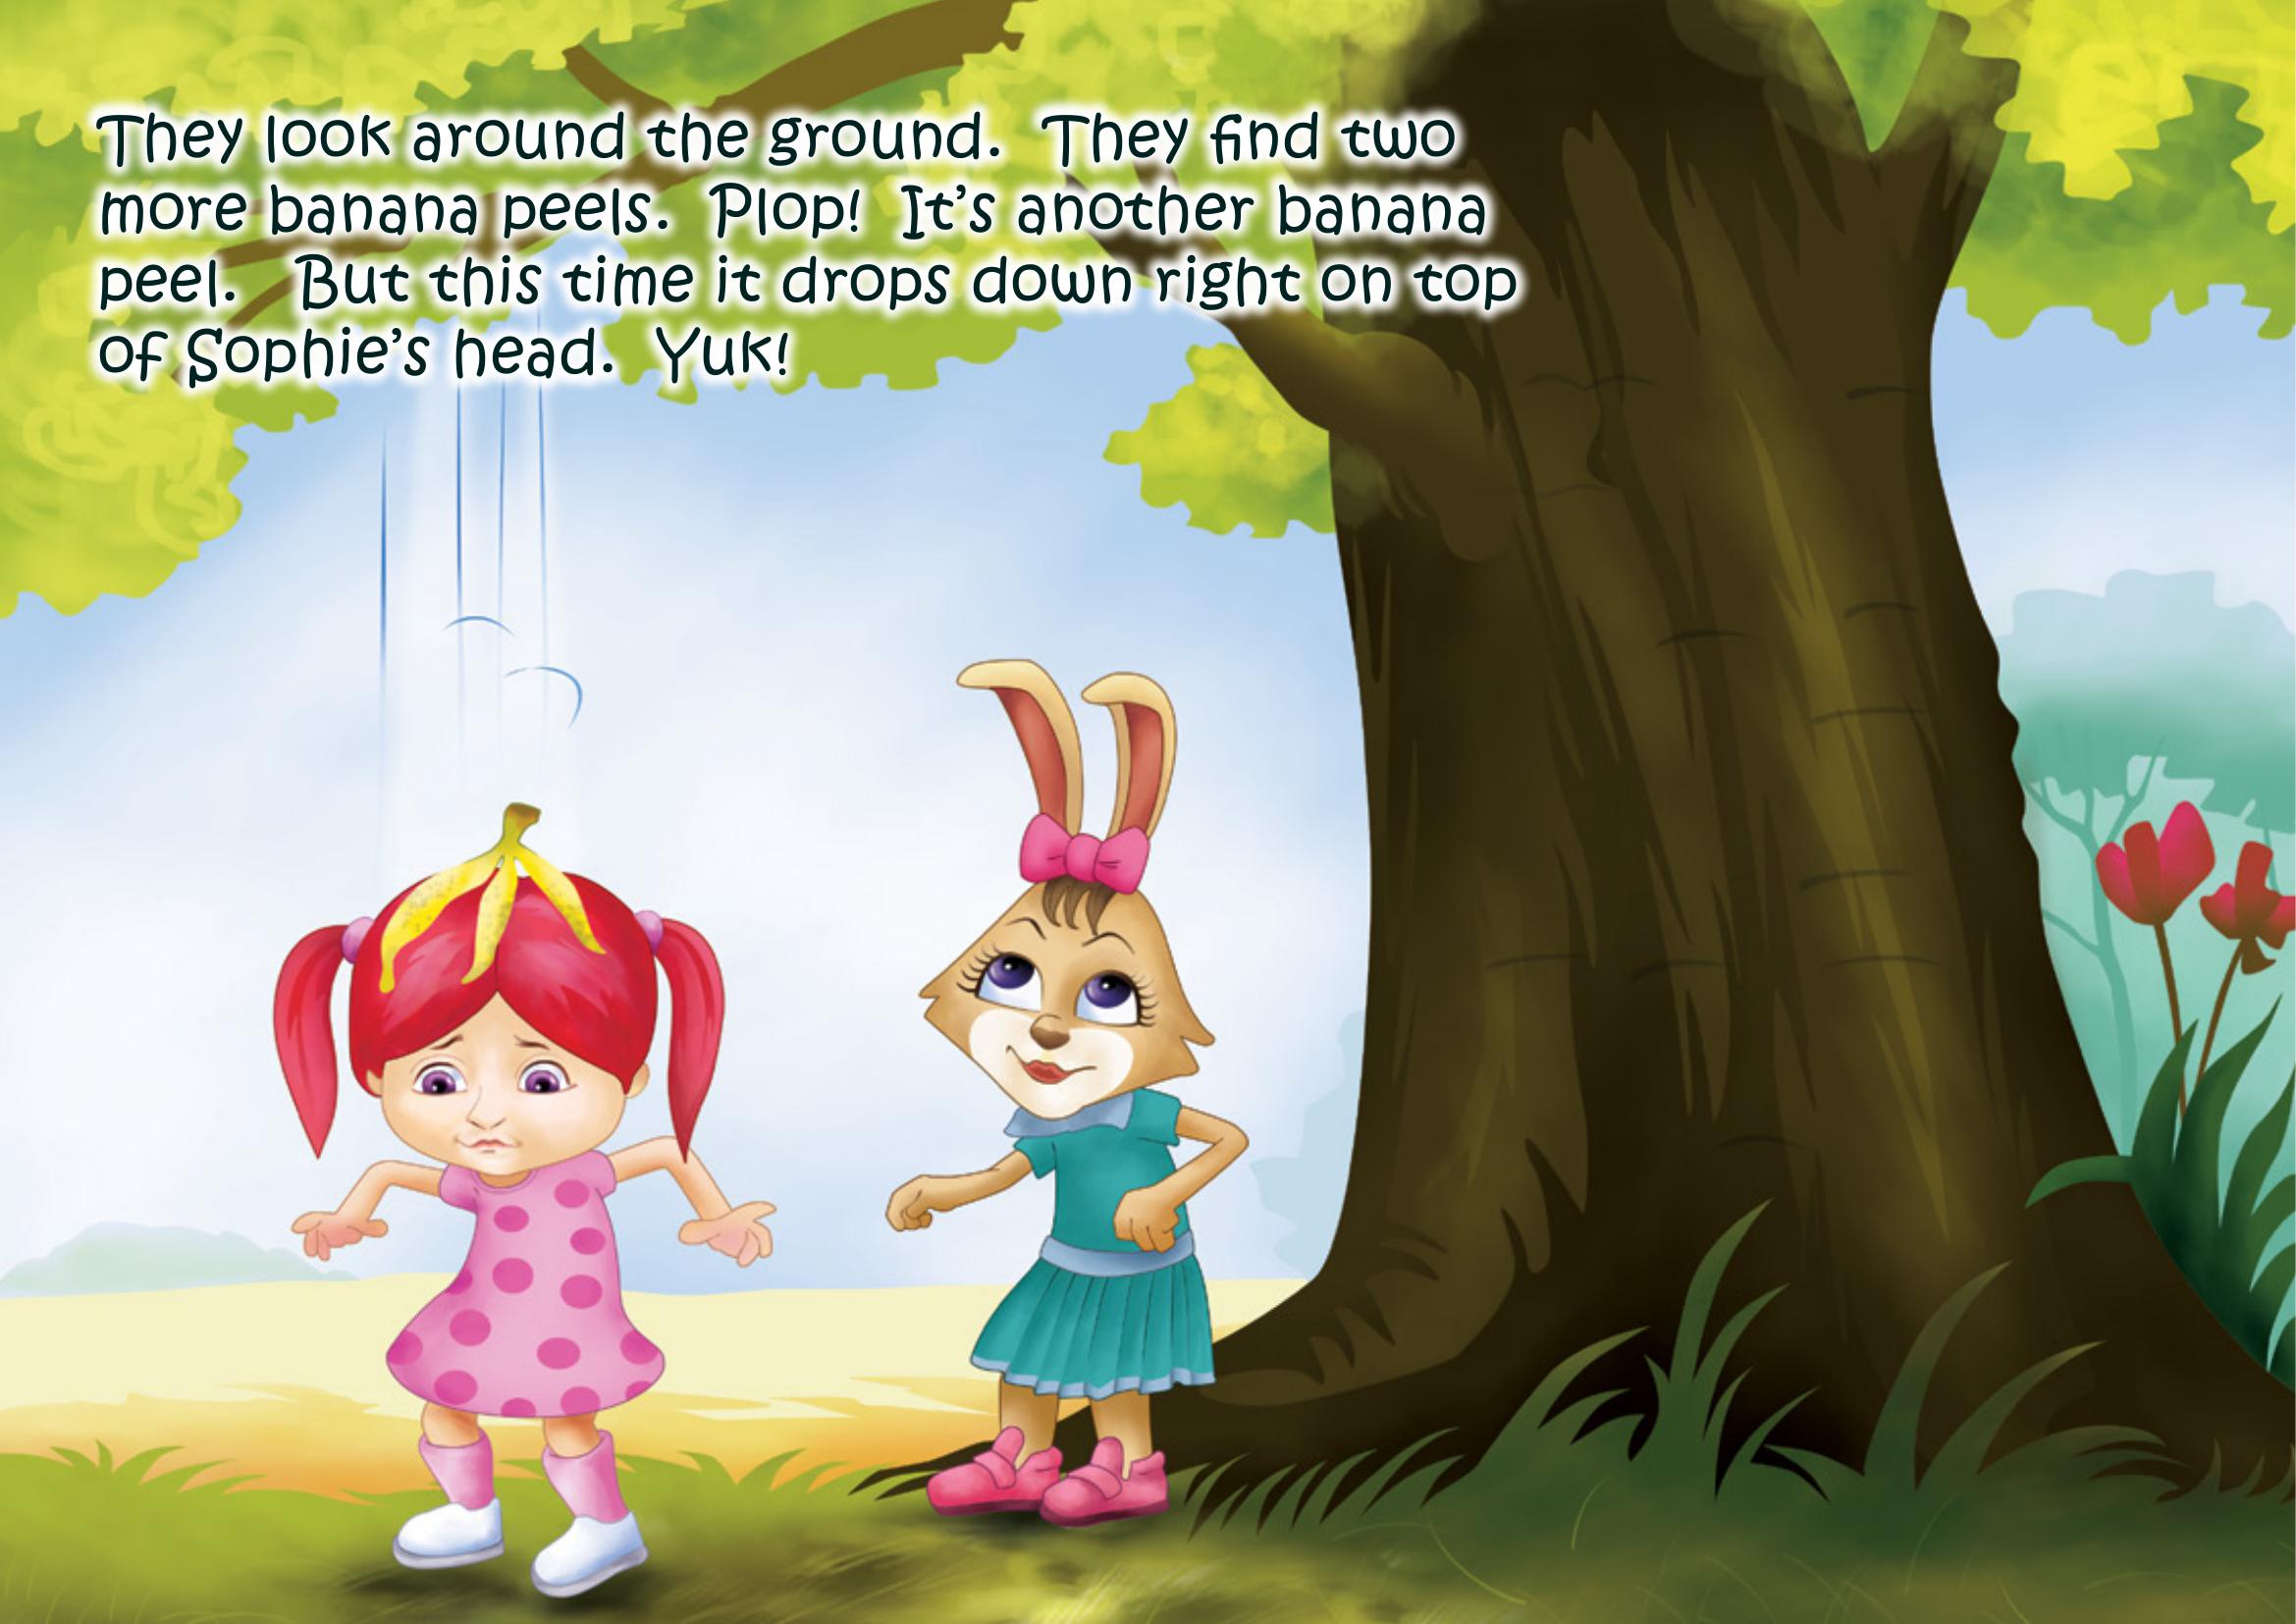 They look around the ground.  They find two
more banana peels.  Plop!  It’s another banana
peel.   But this time it drops down right on top
of Sophie’s head.  Yuk!